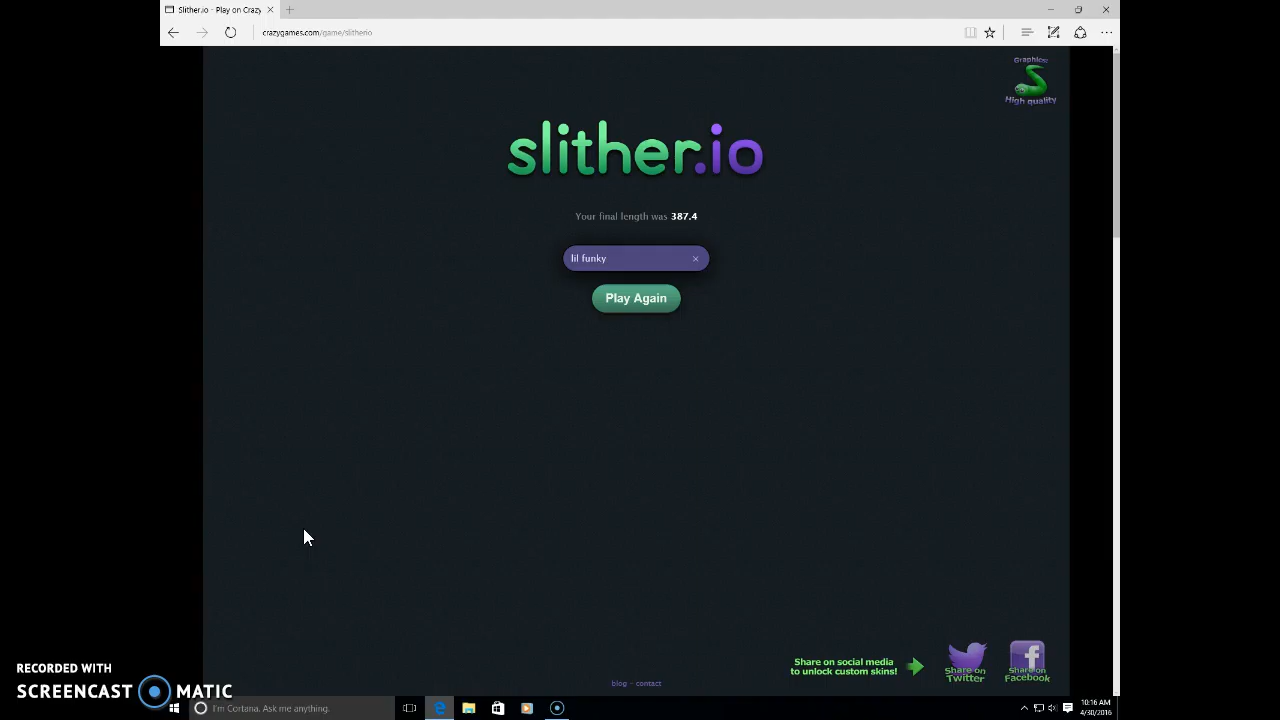 Slither.io - Play on Crazy
crazygames.com/game/slitherio
Graphics:
High quality
slither.io
Your final length was 387.4
lil funky
Play Again
Share on social media
to unlock custom skins!
Share on
Twitter
Share on
Facebook
blog - contact
RECORDED WITH
SCREENCAST MATIC
I'm Cortana. Ask me anything.
10:16 AM
4/30/2016